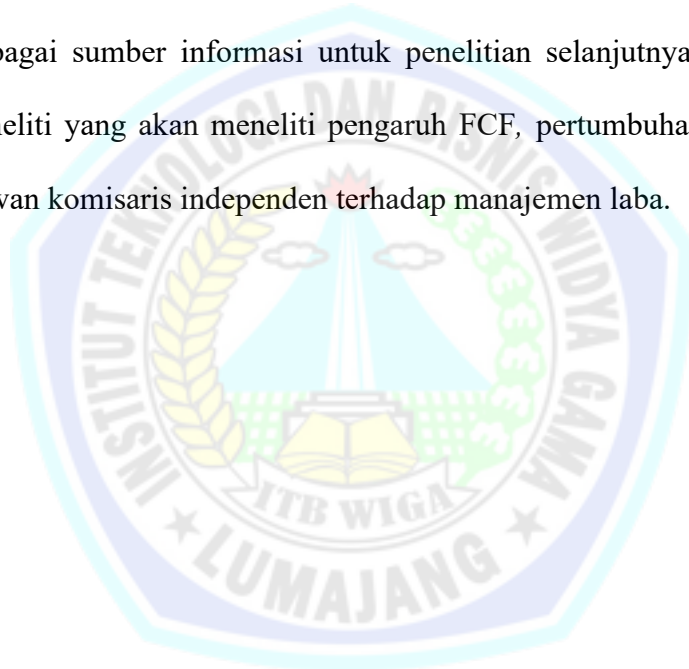 bagai sumber informasi untuk penelitian selanjutnya
neliti yang akan meneliti pengaruh FCF, pertumbuha
wan komisaris independen terhadap manajemen laba.
INSTITUT TEKNOLOGI DAN BISNIS WIDYA GAMA
ITB WIGA
LUMAJANG